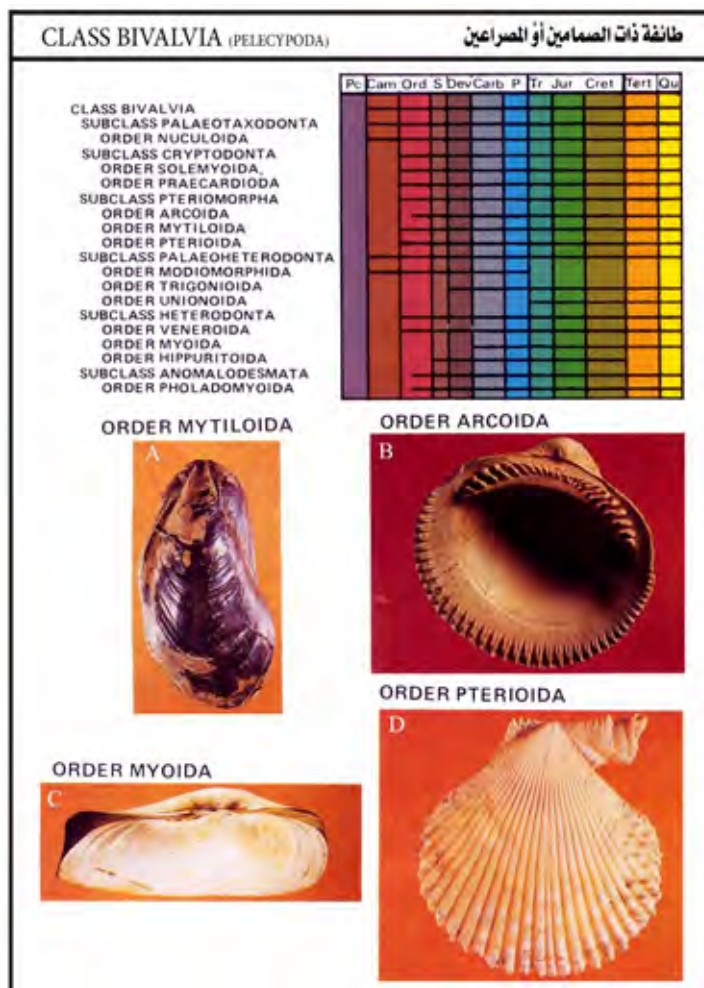 CLASS BIVALVIA (PELECYPODA)
طائفة ذات الصمامين أو المصراعين
Pc Cam Ord S Dev Carb P Tr Jur Cret Tert Qu
CLASS BIVALVIA
SUBCLASS PALAEOTAXODONTA
ORDER NUCULOIDA
SUBCLASS CRYPTODONTA
ORDER SOLEMYOIDA,
ORDER PRAECARDIODA
SUBCLASS PTERIOMORPHA
ORDER ARCOIDA
ORDER MYTILOIDA
ORDER PTERIOIDA
SUBCLASS PALAEOHETERODONTA
ORDER MODIOMORPHIDA
ORDER TRIGONIOIDA
ORDER UNIONOIDA
SUBCLASS HETERODONTA
ORDER VENEROIDA
ORDER MYOIDA
ORDER HIPPURITOIDA
SUBCLASS ANOMALODESMATA
ORDER PHOLADOMYOIDA
ORDER MYTILOIDA
A
ORDER ARCOIDA
B
ORDER MYOIDA
C
ORDER PTERIOIDA
D